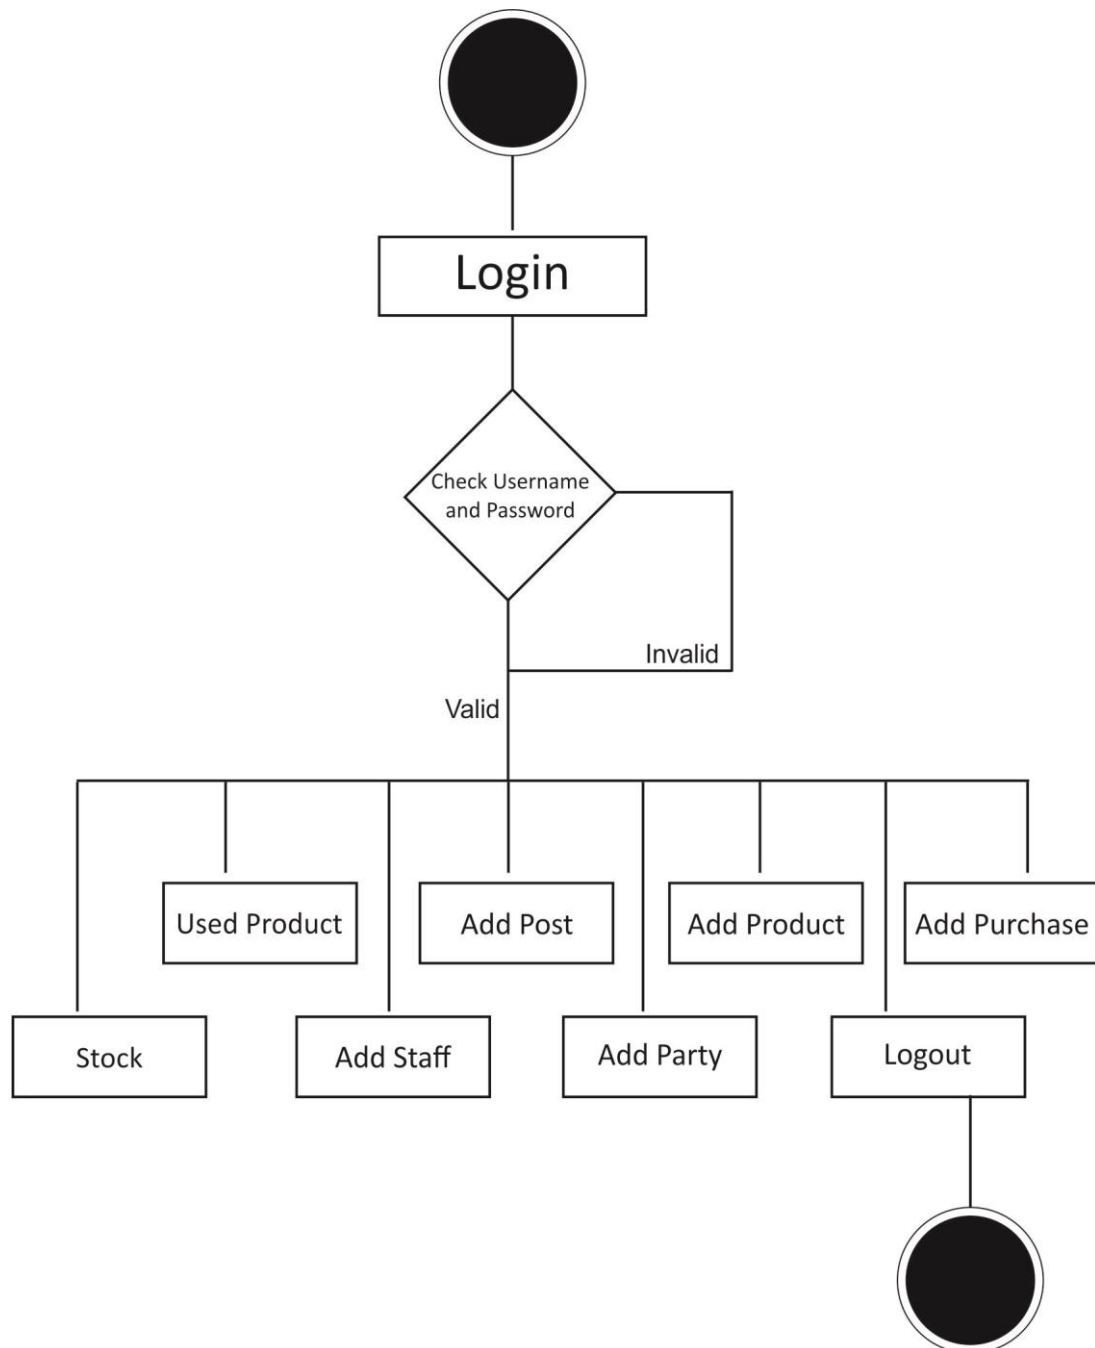 Login
Check Username
and Password
Invalid
Valid
Used Product
Add Post
Add Product
Add Purchase
Stock
Add Staff
Add Party
Logout